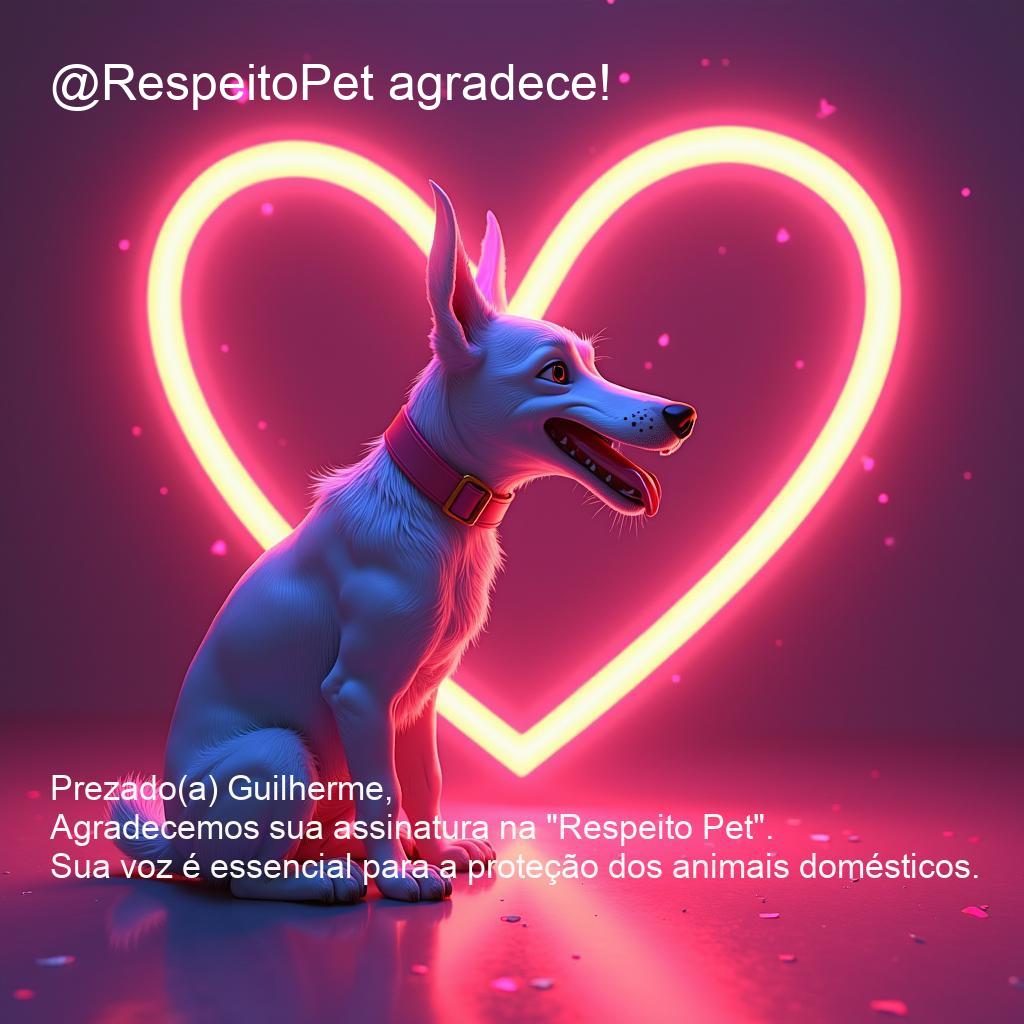 @RespeitoPet agradece!
Prezado(a) Guilherme,
Agradecemos sua assinatura na "Respeito Pet".
Sua voz é essencial para a proteção dos animais domésticos.